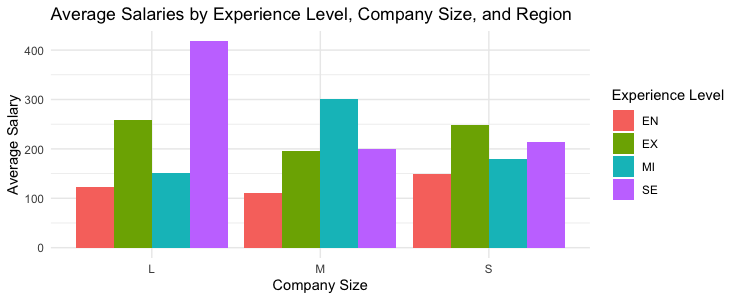 Average Salaries by Experience Level, Company Size, and Region
Average Salary
400
300
200
100
0
L
M
S
Company Size
Experience Level
EN
EX
MI
SE